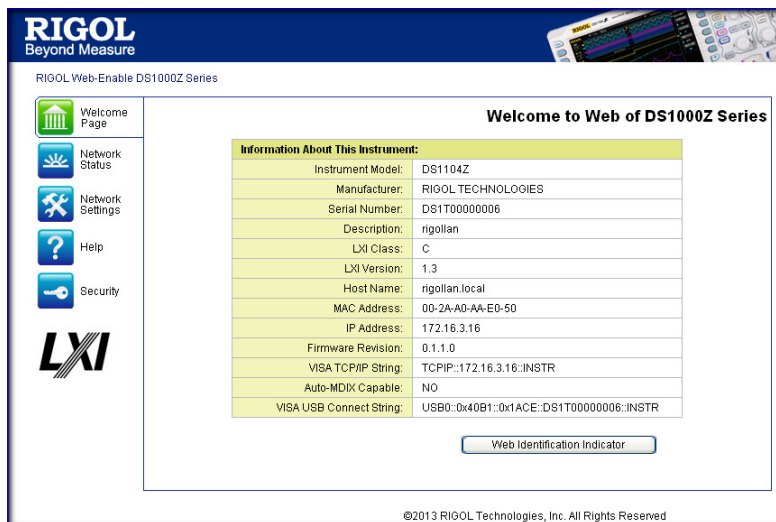 RIGOL
Beyond Measure
RIGOL Web-Enable DS1000Z Series
Welcome Page
Network Status
Network Settings
Help
Security
LXI
Welcome to Web of DS1000Z Series
Information About This Instrument:
Instrument Model: DS1104Z
Manufacturer: RIGOL TECHNOLOGIES
Serial Number: DS1T00000006
Description: rigollan
LXI Class: C
LXI Version: 1.3
Host Name: rigollan.local
MAC Address: 00-2A-A0-AA-E0-50
IP Address: 172.16.3.16
Firmware Revision: 0.1.1.0
VISA TCP/IP String: TCPIP::172.16.3.16::INSTR
Auto-MDIX Capable: NO
VISA USB Connect String: USB0::0x40B1::0x1ACE::DS1T00000006::INSTR
Web Identification Indicator
©2013 RIGOL Technologies, Inc. All Rights Reserved